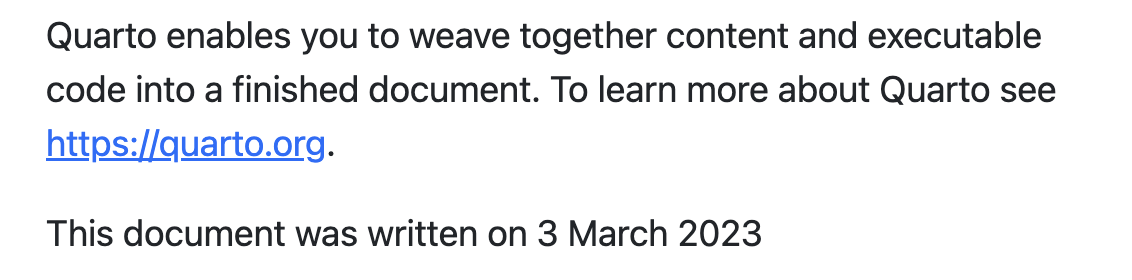 Quarto enables you to weave together content and executable
code into a finished document. To learn more about Quarto see
https://quarto.org.
This document was written on 3 March 2023